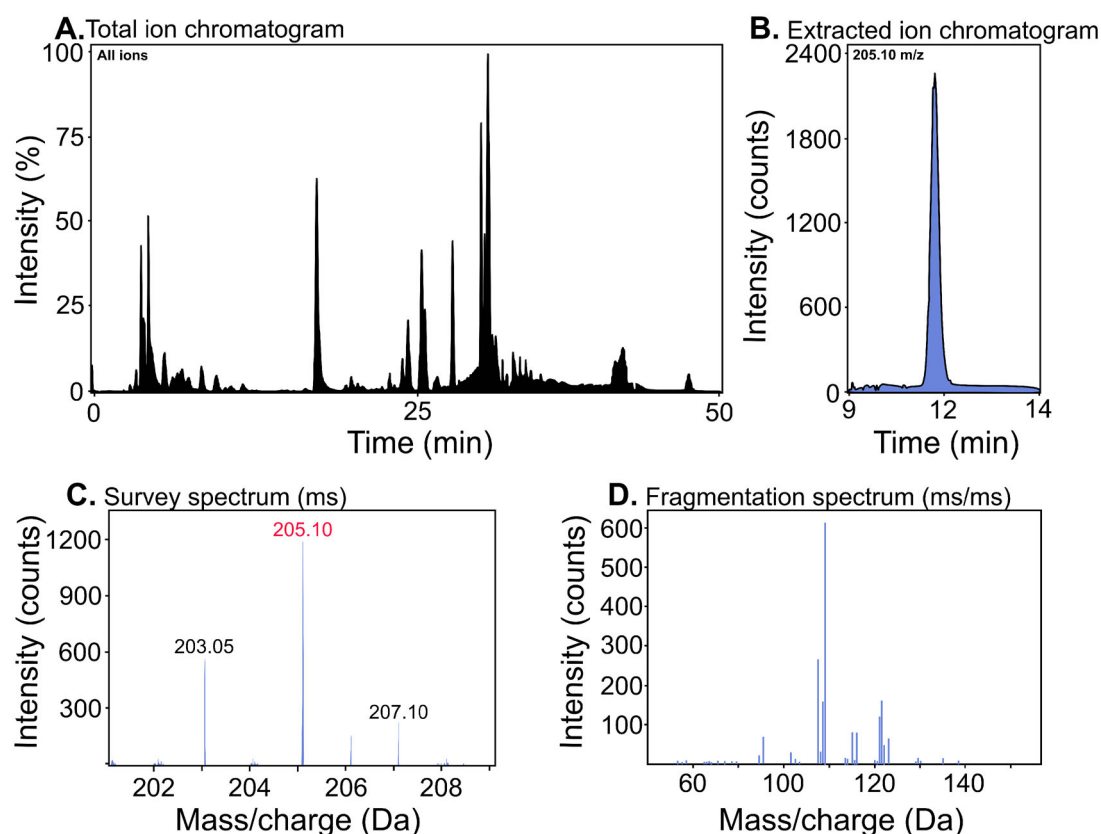 A. Total ion chromatogram
All ions
Intensity (%)
100
75
50
25
0
0 25 50
Time (min)
B. Extracted ion chromatogram
205.10 m/z
Intensity (counts)
2400
1800
1200
600
0
9 12 14
Time (min)
C. Survey spectrum (ms)
Intensity (counts)
1200
900
600
300
205.10
203.05
207.10
202 204 206 208
Mass/charge (Da)
D. Fragmentation spectrum (ms/ms)
Intensity (counts)
600
500
400
300
200
100
60 100 120 140
Mass/charge (Da)